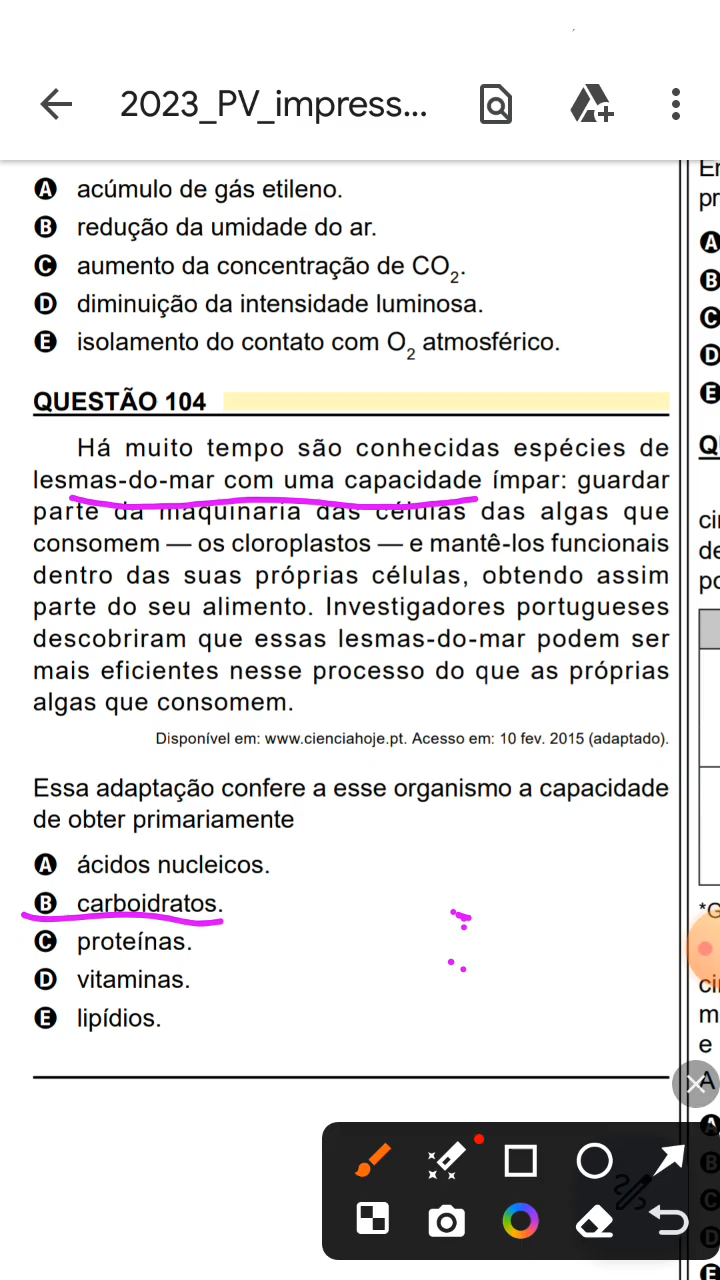 2023_PV_impress...
A acúmulo de gás etileno.
B redução da umidade do ar.
C aumento da concentração de CO2.
D diminuição da intensidade luminosa.
E isolamento do contato com O2 atmosférico.
QUESTÃO 104
Há muito tempo são conhecidas espécies de
lesmas-do-mar com uma capacidade ímpar: guardar
parte da maquinaria das células das algas que
consomem — os cloroplastos — e mantê-los funcionais
dentro das suas próprias células, obtendo assim
parte do seu alimento. Investigadores portugueses
descobriram que essas lesmas-do-mar podem ser
mais eficientes nesse processo do que as próprias
algas que consomem.
Disponível em: www.cienciahoje.pt. Acesso em: 10 fev. 2015 (adaptado).
Essa adaptação confere a esse organismo a capacidade
de obter primariamente
A ácidos nucleicos.
B carboidratos.
C proteínas.
D vitaminas.
E lipídios.
pr
A
B
C
D
E
ci
de
*G
m
e
A
A
B
C
D
E